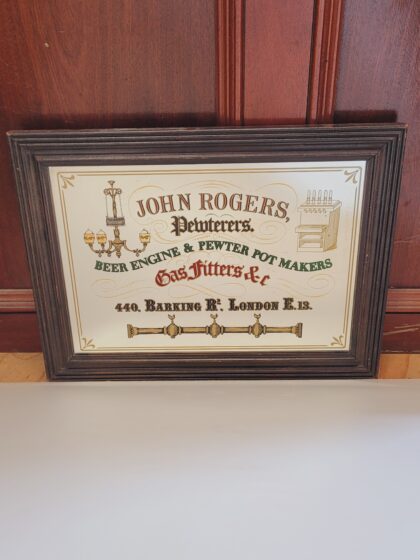 JOHN ROGERS,
Pewterers.
BEER ENGINE & PEWTER POT MAKERS
Gas Fitters &c
440, BARKING Rd. LONDON E.13.